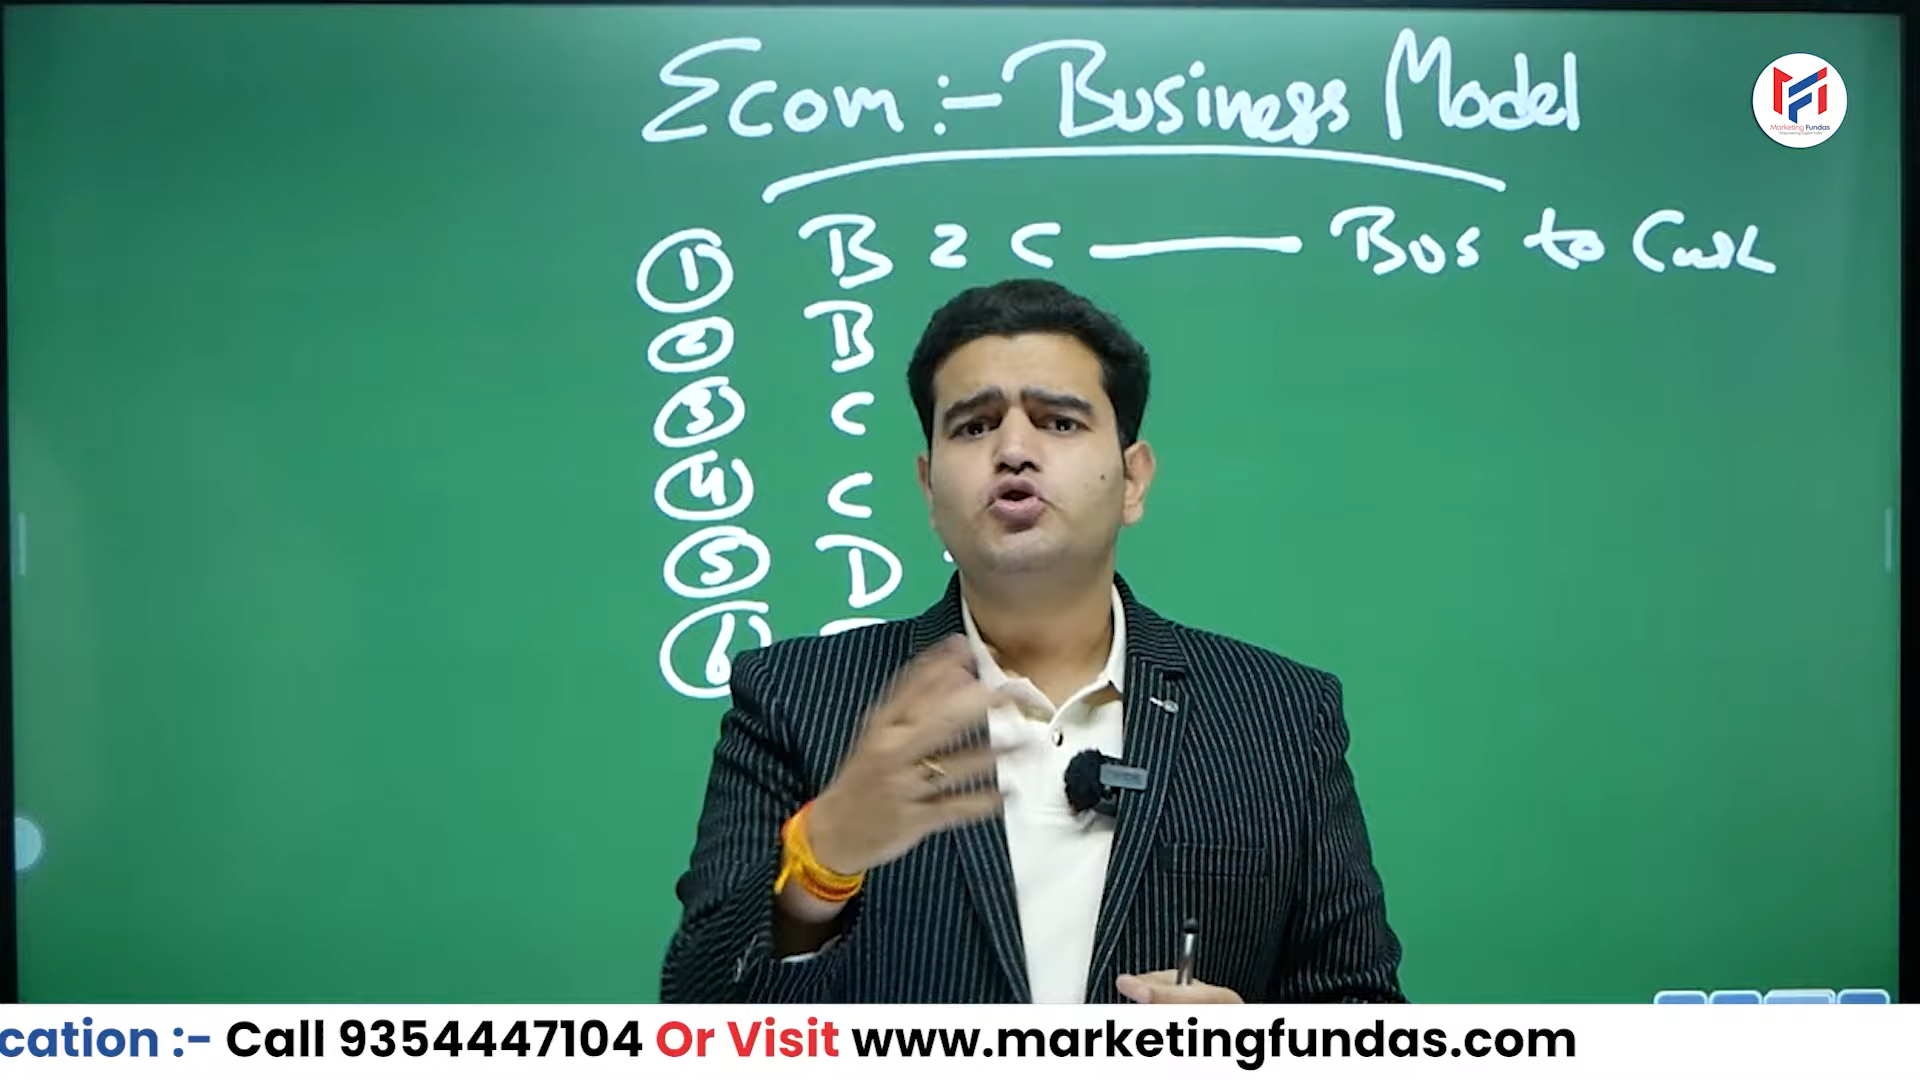 Ecom :- Business Model
Marketing Fundas
① B 2 C — Bus to
② B
③ C
④ C
⑤ D
⑥
cation :- Call 9354447104 Or Visit www.marketingfundas.com